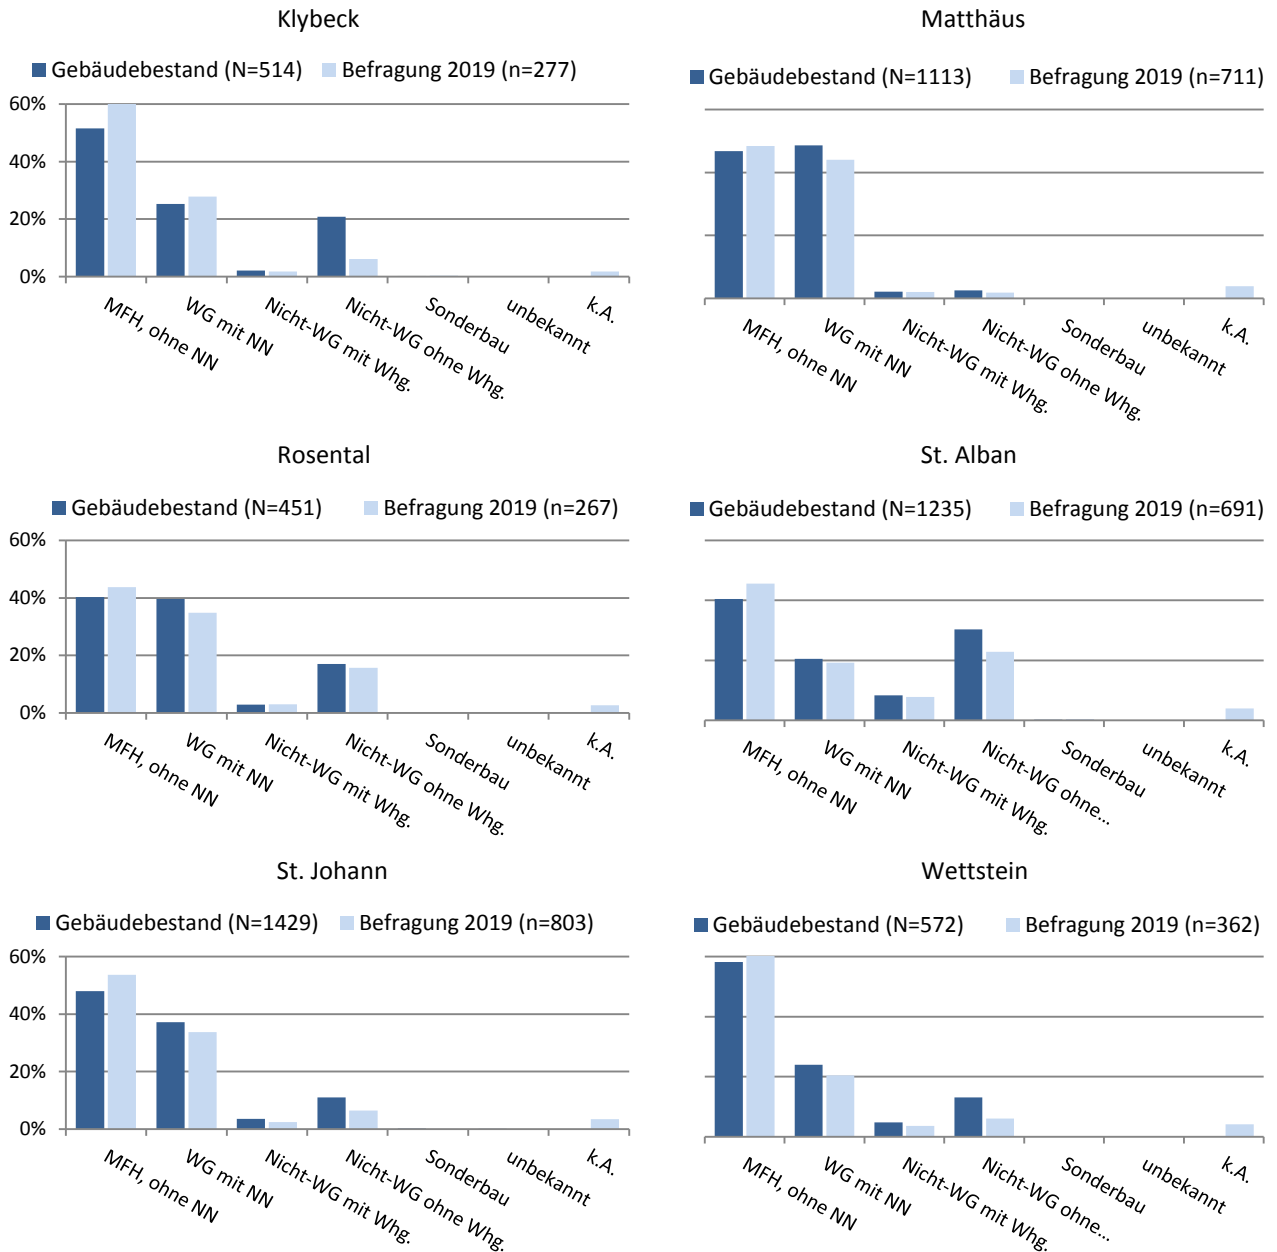 Klybeck
Gebäudebestand (N=514) Befragung 2019 (n=277)
60%
40%
20%
0%
MFH, ohne NN
WG mit NN
Nicht-WG mit Whg.
Nicht-WG ohne Whg.
Sonderbau
unbekannt
k.A.
Matthäus
Gebäudebestand (N=1113) Befragung 2019 (n=711)
MFH, ohne NN
WG mit NN
Nicht-WG mit Whg.
Nicht-WG ohne Whg.
Sonderbau
unbekannt
k.A.
Rosental
Gebäudebestand (N=451) Befragung 2019 (n=267)
60%
40%
20%
0%
MFH, ohne NN
WG mit NN
Nicht-WG mit Whg.
Nicht-WG ohne Whg.
Sonderbau
unbekannt
k.A.
St. Alban
Gebäudebestand (N=1235) Befragung 2019 (n=691)
MFH, ohne NN
WG mit NN
Nicht-WG mit Whg.
Nicht-WG ohne...
Sonderbau
unbekannt
k.A.
St. Johann
Gebäudebestand (N=1429) Befragung 2019 (n=803)
60%
40%
20%
0%
MFH, ohne NN
WG mit NN
Nicht-WG mit Whg.
Nicht-WG ohne Whg.
Sonderbau
unbekannt
k.A.
Wettstein
Gebäudebestand (N=572) Befragung 2019 (n=362)
MFH, ohne NN
WG mit NN
Nicht-WG mit Whg.
Nicht-WG ohne...
Sonderbau
unbekannt
k.A.